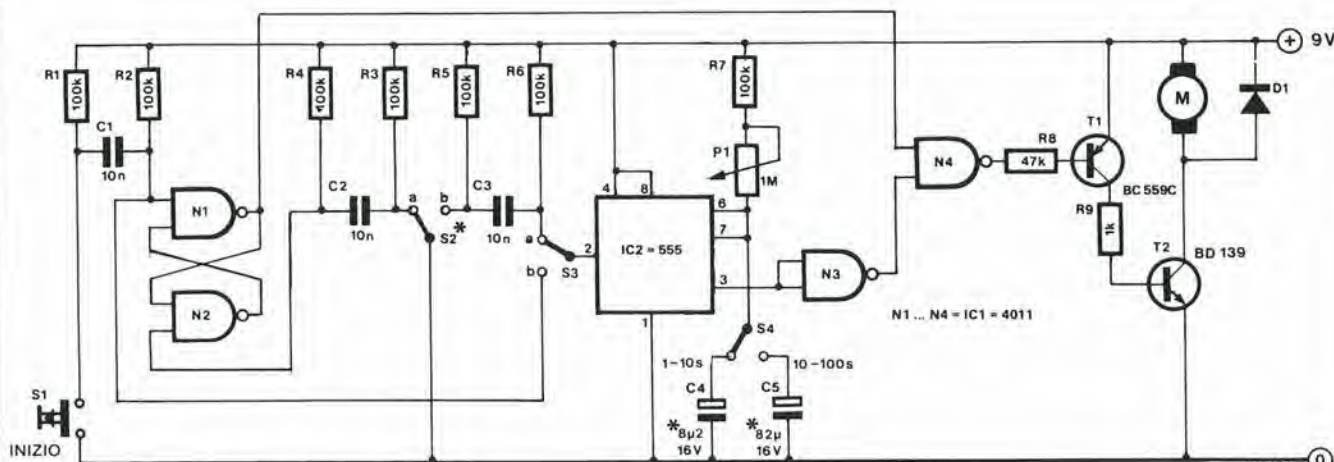 9V
R1
100k
R2
100k
C1
10n
R4
100k
R3
100k
R5
100k
R6
100k
C2
10n
a
b
S2
*
C3
10n
a
b
S3
N1
N2
S1
INIZIO
4
8
2
6
7
3
1
IC2 = 555
R7
100k
P1
1M
N3
N4
R8
47k
T1
BC 559C
R9
1k
T2
BD 139
M
D1
N1 ... N4 = IC1 = 4011
S4
1-10s
10-100s
C4
*8µ2
16V
C5
*82µ
16V
+
0